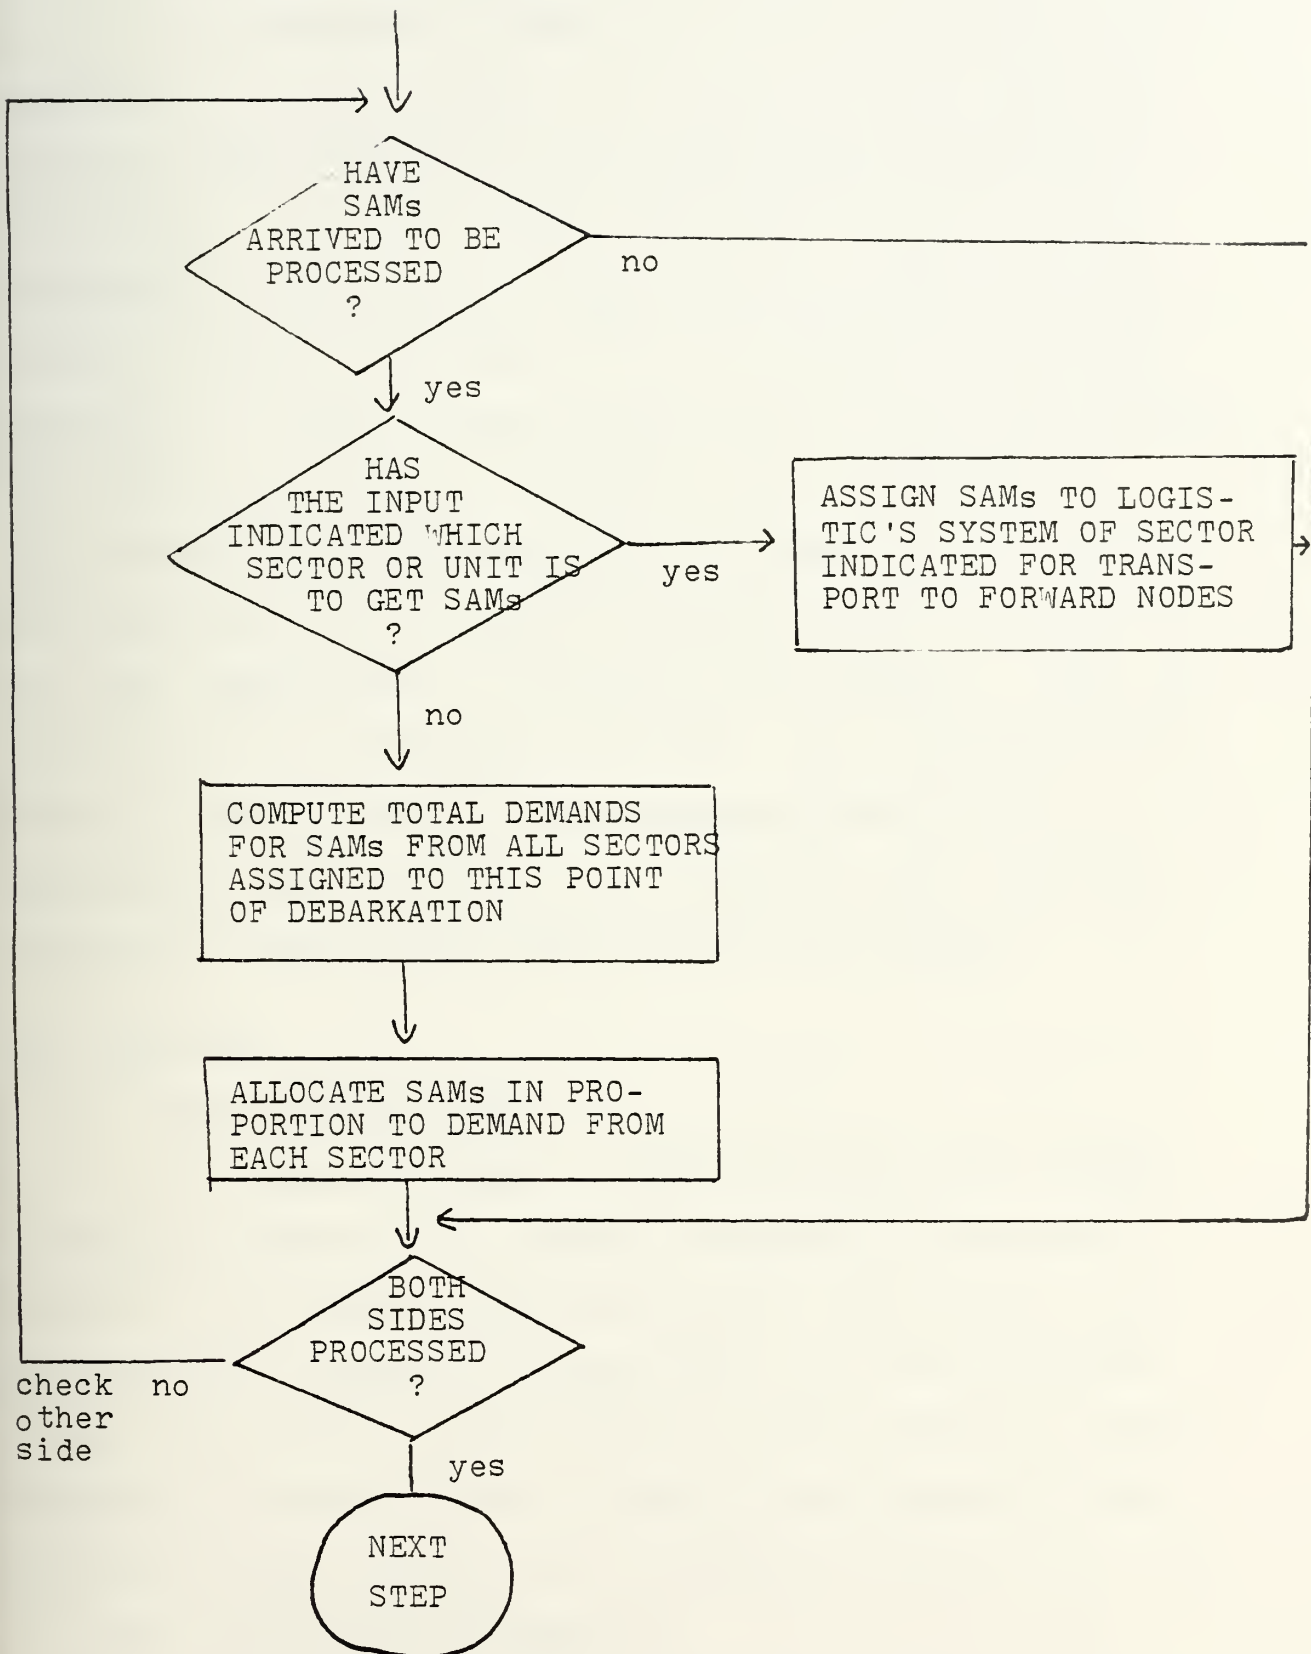 HAVE
SAMs
ARRIVED TO BE
PROCESSED
?
no
yes
HAS
THE INPUT
INDICATED WHICH
SECTOR OR UNIT IS
TO GET SAMs
?
yes
ASSIGN SAMs TO LOGIS-
TIC'S SYSTEM OF SECTOR
INDICATED FOR TRANS-
PORT TO FORWARD NODES
no
COMPUTE TOTAL DEMANDS
FOR SAMs FROM ALL SECTORS
ASSIGNED TO THIS POINT
OF DEBARKATION
ALLOCATE SAMs IN PRO-
PORTION TO DEMAND FROM
EACH SECTOR
BOTH
SIDES
PROCESSED
?
check no
other
side
yes
NEXT
STEP